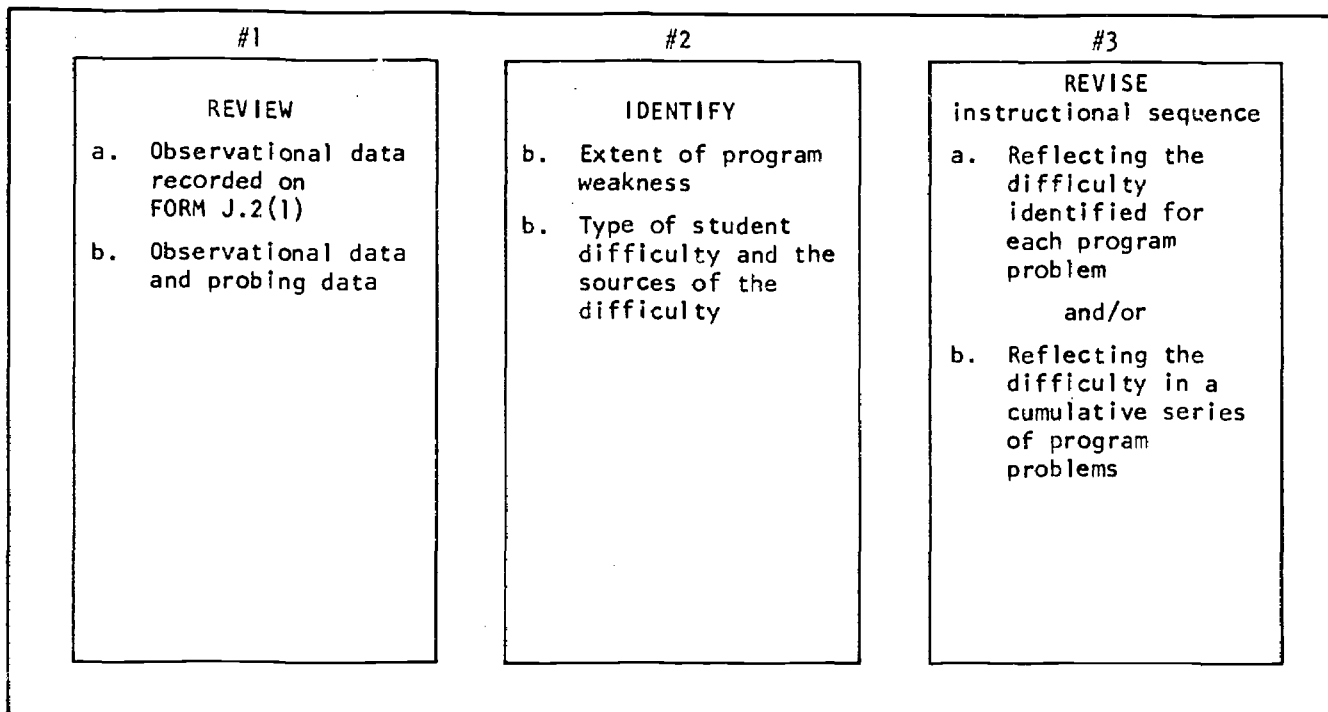 #1
REVIEW
a. Observational data
recorded on
FORM J.2(1)
b. Observational data
and probing data
#2
IDENTIFY
b. Extent of program
weakness
b. Type of student
difficulty and the
sources of the
difficulty
#3
REVISE
instructional sequence
a. Reflecting the
difficulty
identified for
each program
problem
and/or
b. Reflecting the
difficulty in a
cumulative series
of program
problems